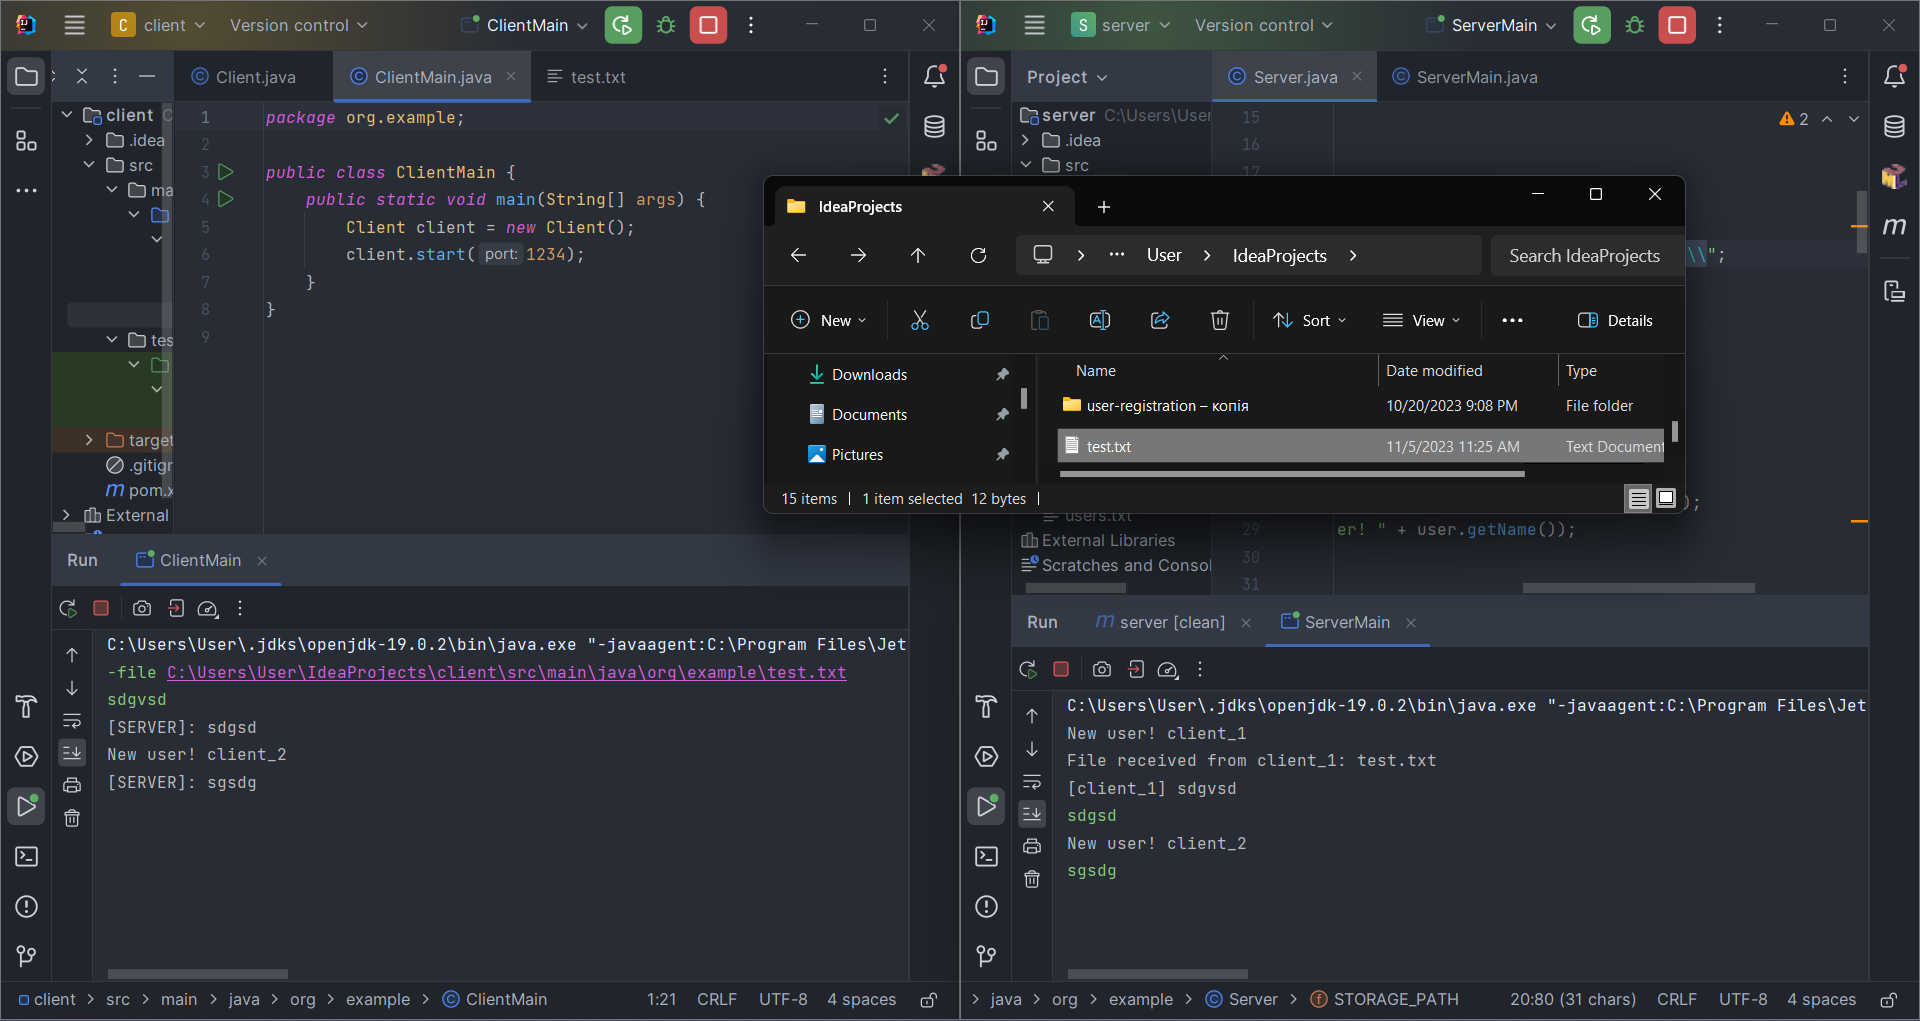 C client Version control ClientMain
Client.java ClientMain.java test.txt
client
.idea
src
ma
tes
target
.gitigr
pom.x
External
1 package org.example;
2
3 public class ClientMain {
4 public static void main(String[] args) {
5 Client client = new Client();
6 client.start( port: 1234);
7 }
8 }
9
Run ClientMain
C:\Users\User\.jdks\openjdk-19.0.2\bin\java.exe "-javaagent:C:\Program Files\Jet
-file C:\Users\User\IdeaProjects\client\src\main\java\org\example\test.txt
sdgvsd
[SERVER]: sdgsd
New user! client_2
[SERVER]: sgsdg
client > src > main > java > org > example > ClientMain 1:21 CRLF UTF-8 4 spaces
S server Version control ServerMain
Project Server.java ServerMain.java
server C:\Users\User
.idea
src
15
16
17
2
\\";
IdeaProjects
User > IdeaProjects > Search IdeaProjects
New Sort View Details
Downloads
Documents
Pictures
Name Date modified Type
user-registration – копія 10/20/2023 9:08 PM File folder
test.txt 11/5/2023 11:25 AM Text Document
15 items 1 item selected 12 bytes
);
users.txt
External Libraries
Scratches and Consol
29 er! " + user.getName());
30
31
Run server [clean] ServerMain
C:\Users\User\.jdks\openjdk-19.0.2\bin\java.exe "-javaagent:C:\Program Files\Jet
New user! client_1
File received from client_1: test.txt
[client_1] sdgvsd
sdgsd
New user! client_2
sgsdg
java > org > example > Server > STORAGE_PATH 20:80 (31 chars) CRLF UTF-8 4 spaces